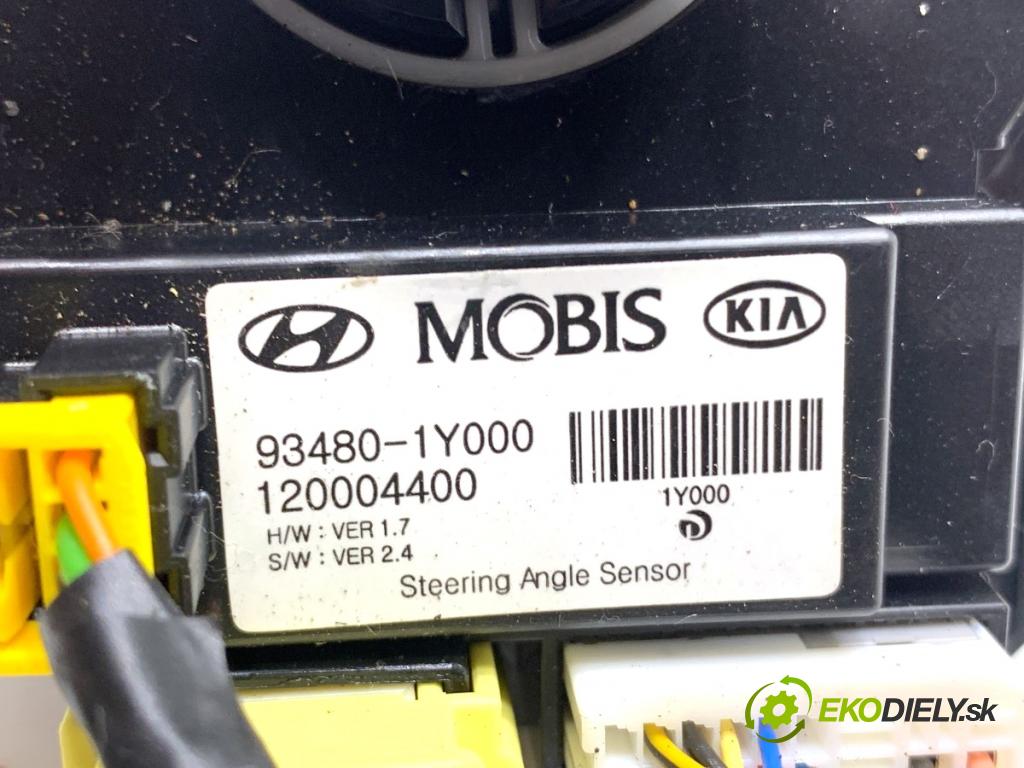 MOBIS KIA
93480-1Y000
120004400
1Y000
H/W : VER 1.7
S/W : VER 2.4
Steering Angle Sensor
EKODIELY.sk